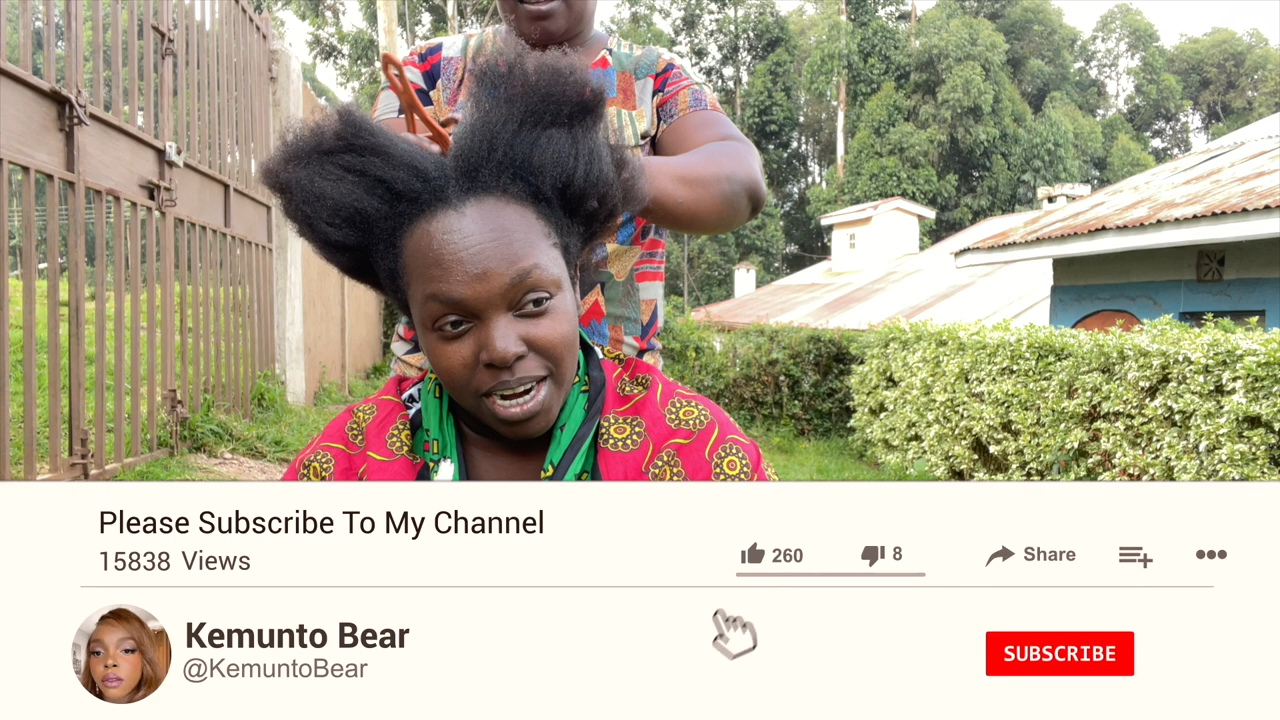 Please Subscribe To My Channel
15838 Views
260
8
Share
Kemunto Bear
@KemuntoBear
SUBSCRIBE